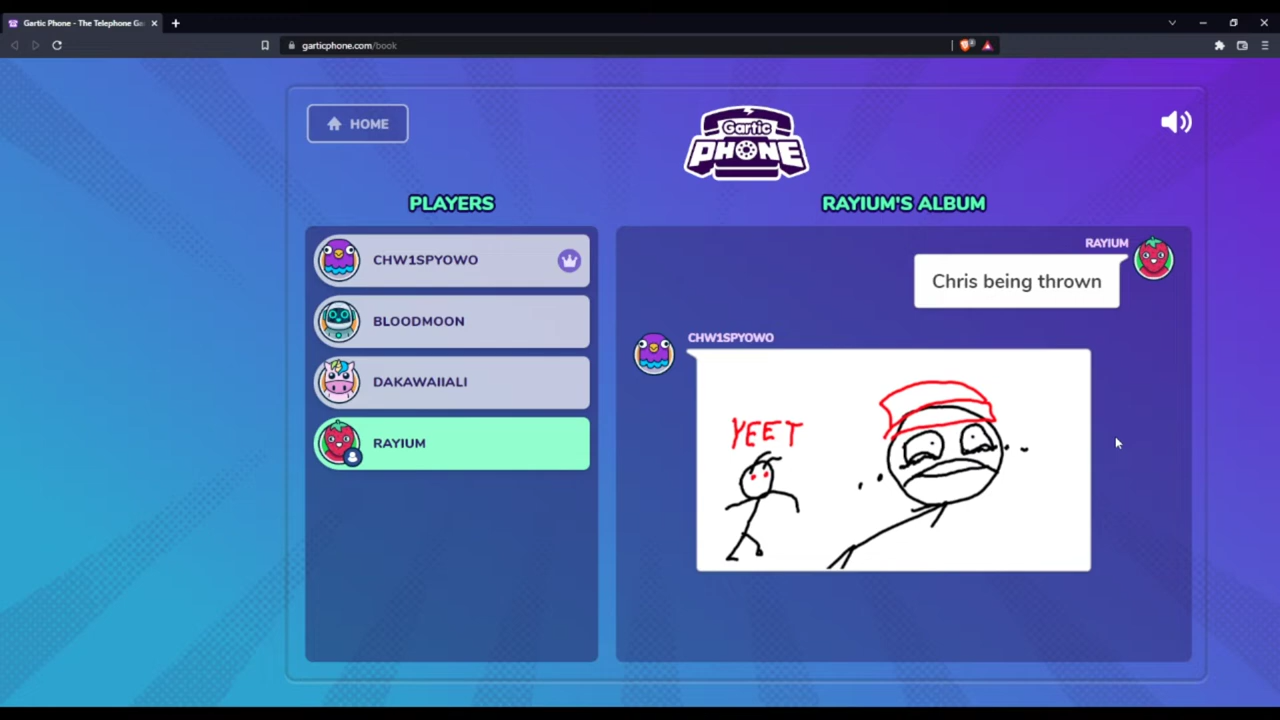 Gartic Phone - The Telephone Ga
garticphone.com/book
HOME
Gartic
PHONE
PLAYERS
RAYIUM'S ALBUM
CHW1SPYOWO
BLOODMOON
DAKAWAIIALI
RAYIUM
RAYIUM
Chris being thrown
CHW1SPYOWO
YEET